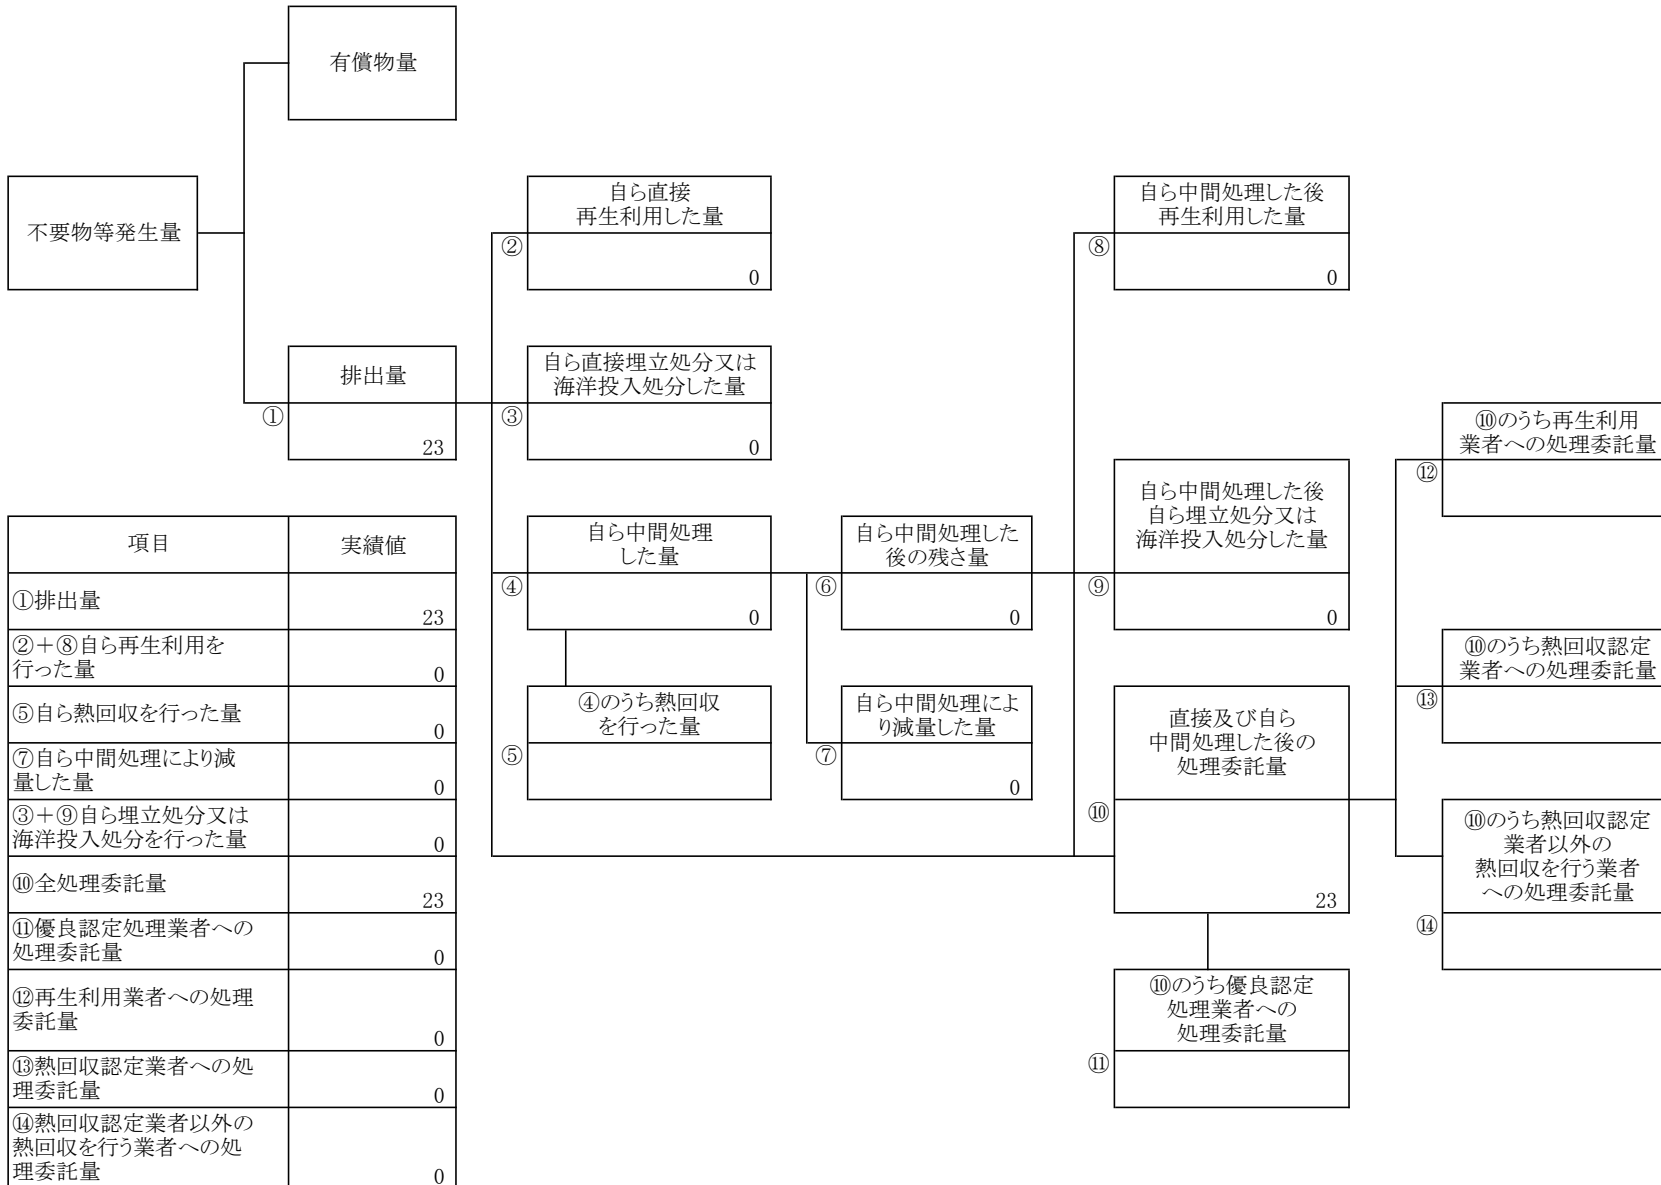 有償物量
不要物等発生量
自ら直接
再生利用した量
②
0
自ら中間処理した後
再生利用した量
⑧
0
排出量
①
23
自ら直接埋立処分又は
海洋投入処分した量
③
0
⑩のうち再生利用
業者への処理委託量
⑫
自ら中間処理
した量
④
0
自ら中間処理した
後の残さ量
⑥
0
自ら中間処理した後
自ら埋立処分又は
海洋投入処分した量
⑨
0
⑩のうち熱回収認定
業者への処理委託量
⑬
④のうち熱回収
を行った量
⑤
自ら中間処理によ
り減量した量
⑦
0
直接及び自ら
中間処理した後の
処理委託量
⑩
23
⑩のうち熱回収認定
業者以外の
熱回収を行う業者
への処理委託量
⑭
⑩のうち優良認定
処理業者への
処理委託量
⑪
項目 実績値
①排出量
23
②+⑧自ら再生利用を
行った量
0
⑤自ら熱回収を行った量
0
⑦自ら中間処理により減
量した量
0
③+⑨自ら埋立処分又は
海洋投入処分を行った量
0
⑩全処理委託量
23
⑪優良認定処理業者への
処理委託量
0
⑫再生利用業者への処理
委託量
0
⑬熱回収認定業者への処
理委託量
0
⑭熱回収認定業者以外の
熱回収を行う業者への処
理委託量
0